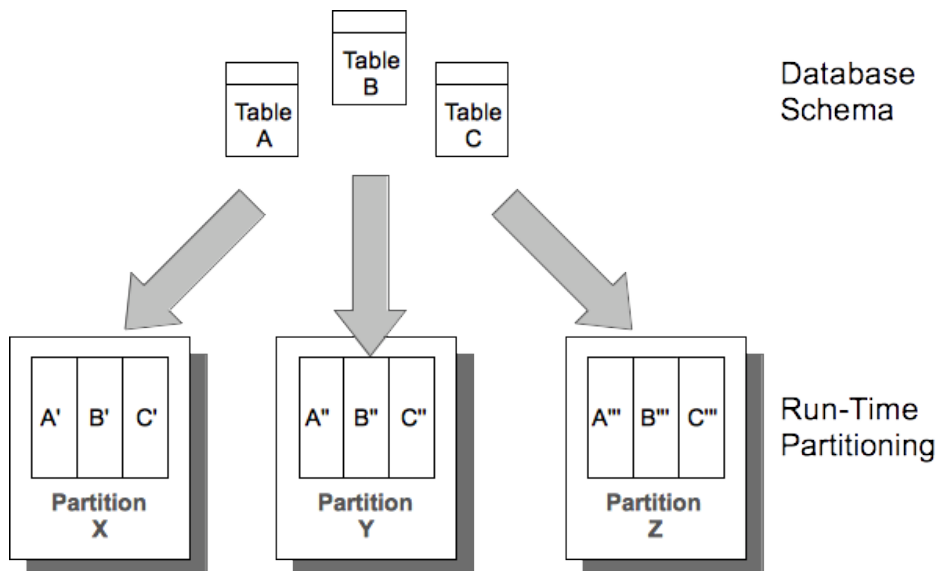 Table
B
Table
A
Table
C
Database
Schema
A' B' C'
Partition
X
A" B" C"
Partition
Y
A''' B''' C'''
Partition
Z
Run-Time
Partitioning